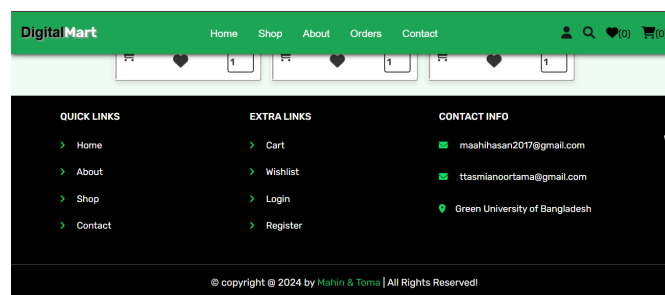 DigitalMart Home Shop About Orders Contact (0) (0
1 1 1
QUICK LINKS EXTRA LINKS CONTACT INFO
Home Cart maahihasan2017@gmail.com
About Wishlist ttasmianoortama@gmail.com
Shop Login Green University of Bangladesh
Contact Register
© copyright @ 2024 by Mahin & Toma | All Rights Reserved!